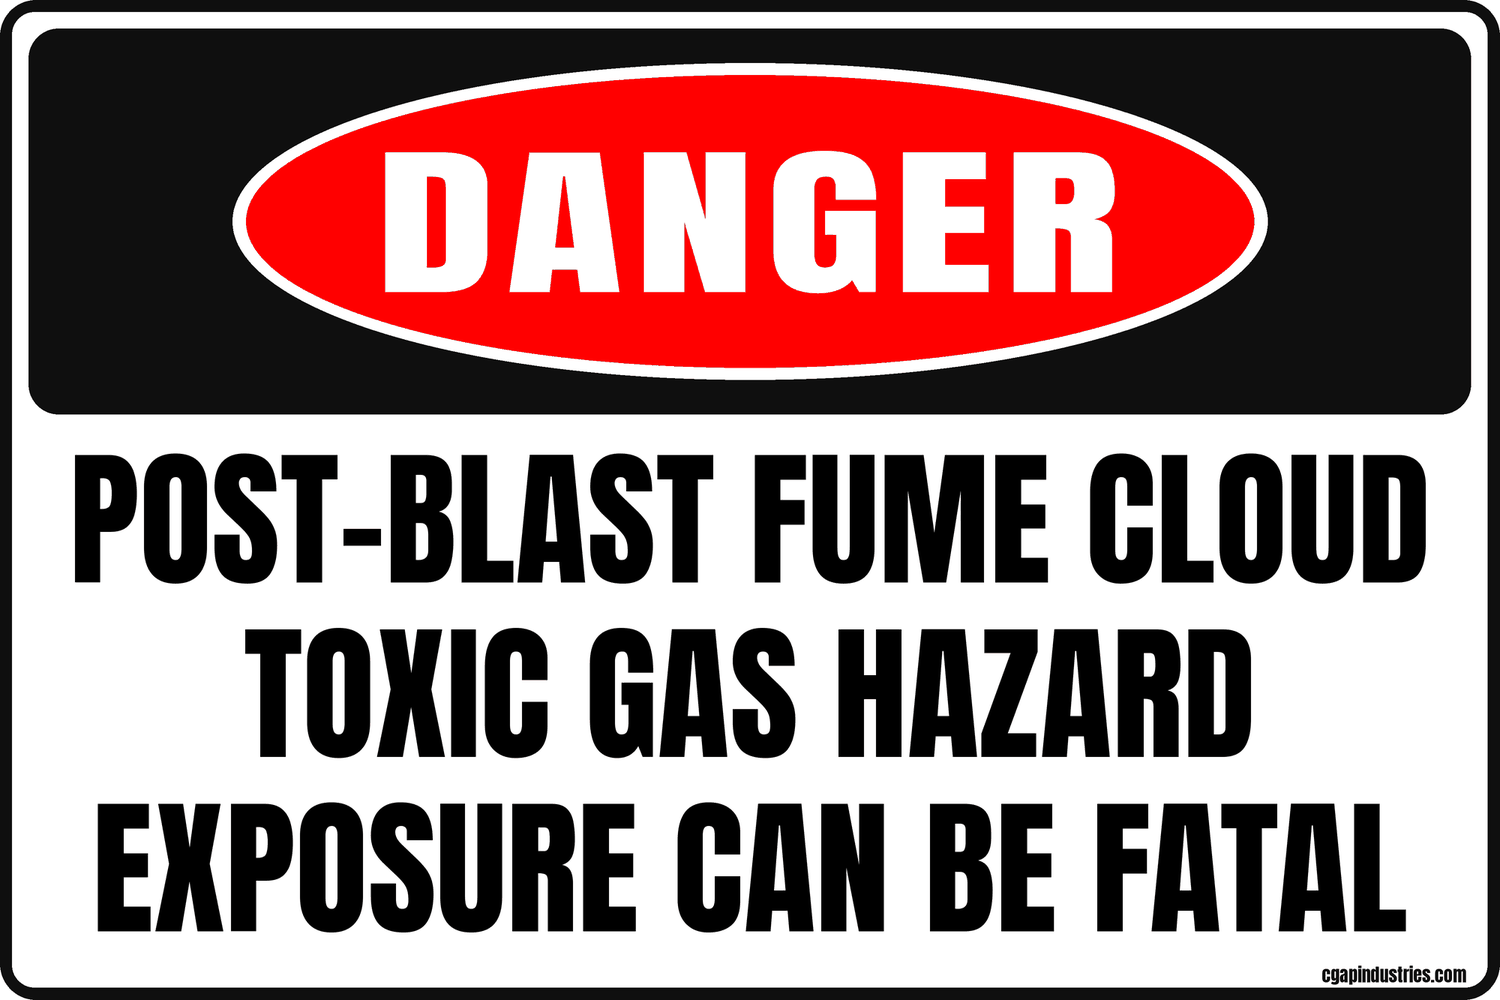 DANGER
POST-BLAST FUME CLOUD
TOXIC GAS HAZARD
EXPOSURE CAN BE FATAL
cgapindustries.com